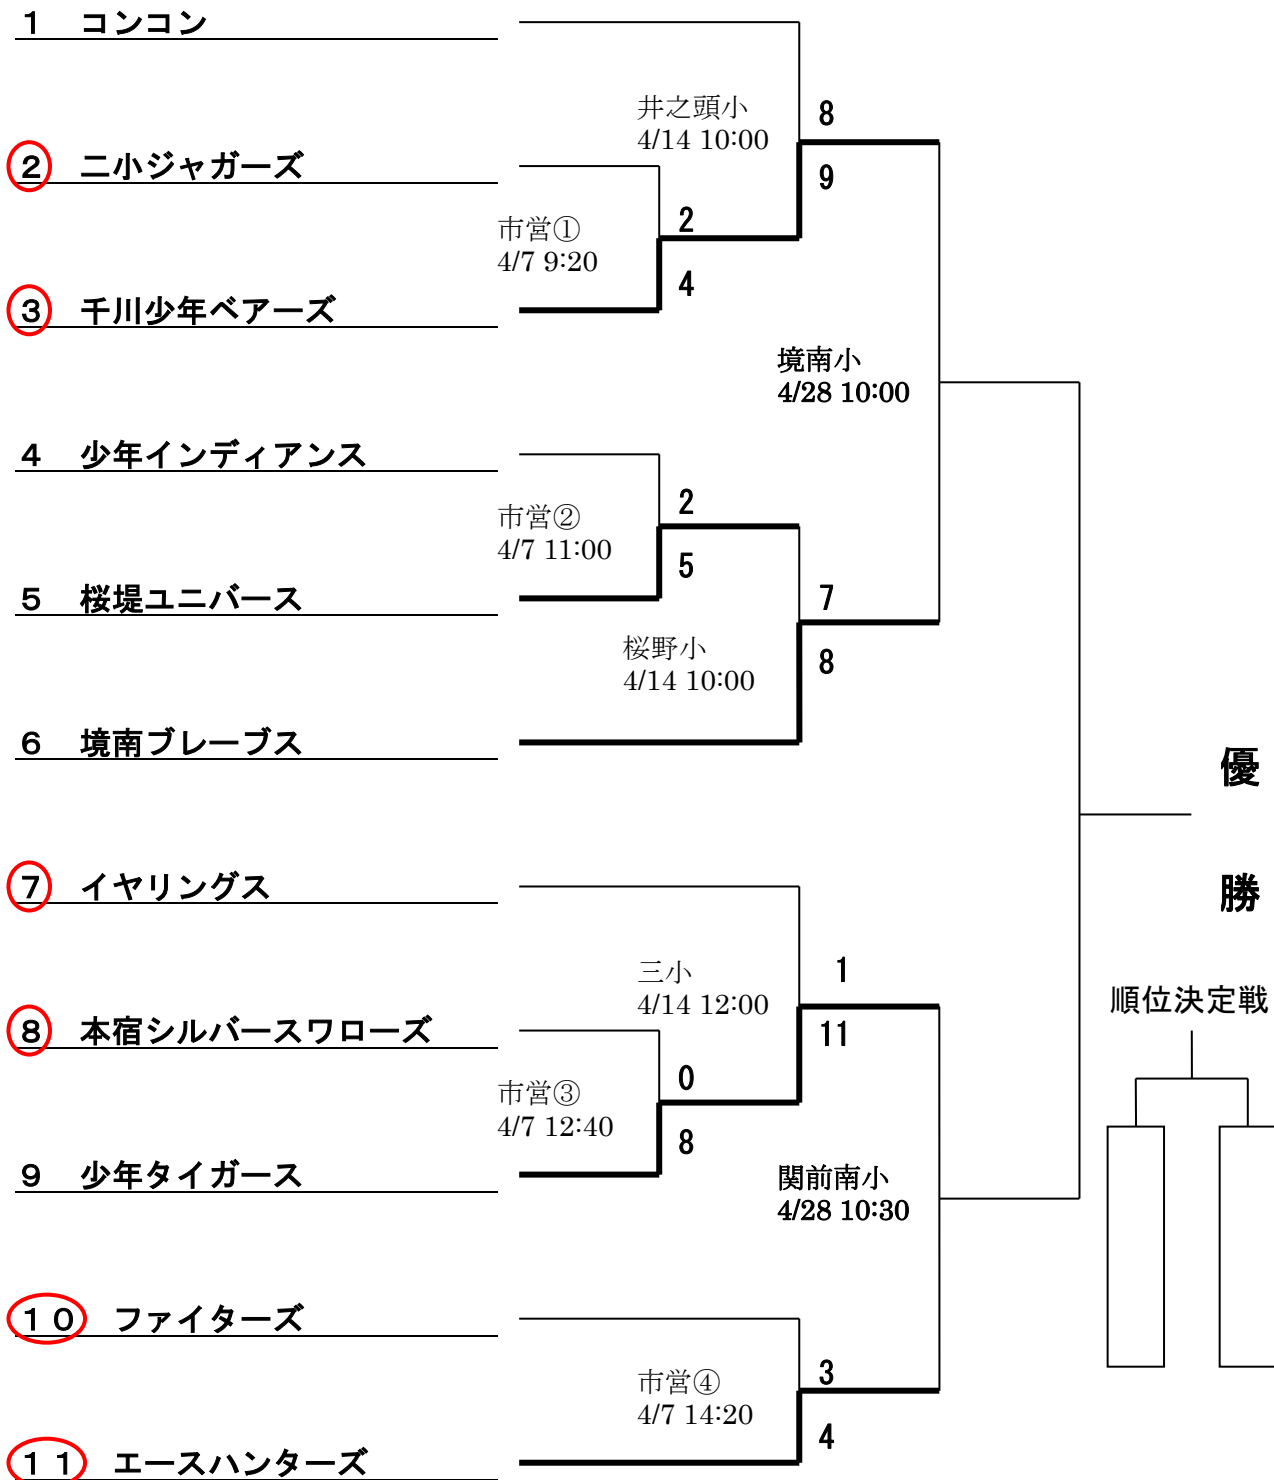 １　コンコン
井之頭小
4/14 10:00
8
9
２　二小ジャガーズ
市営①
4/7 9:20
2
4
３　千川少年ベアーズ
境南小
4/28 10:00
４　少年インディアンス
市営②
4/7 11:00
2
5
５　桜堤ユニバース
桜野小
4/14 10:00
7
8
６　境南ブレーブス
優
勝
７　イヤリングス
三小
4/14 12:00
1
11
順位決定戦
８　本宿シルバースワローズ
市営③
4/7 12:40
0
8
９　少年タイガース
関前南小
4/28 10:30
１０　ファイターズ
市営④
4/7 14:20
3
4
１１　エースハンターズ